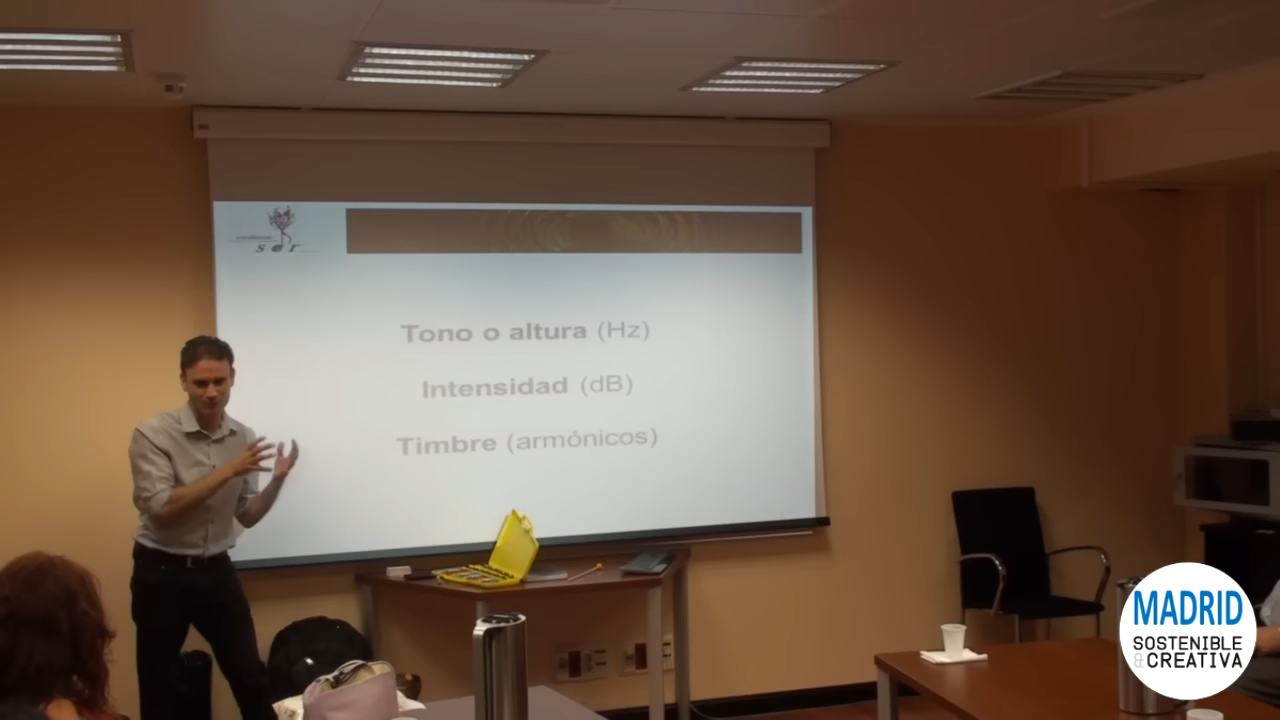 s r
Tono o altura (Hz)
Intensidad (dB)
Timbre (armónicos)
MADRID
SOSTENIBLE
CREATIVA